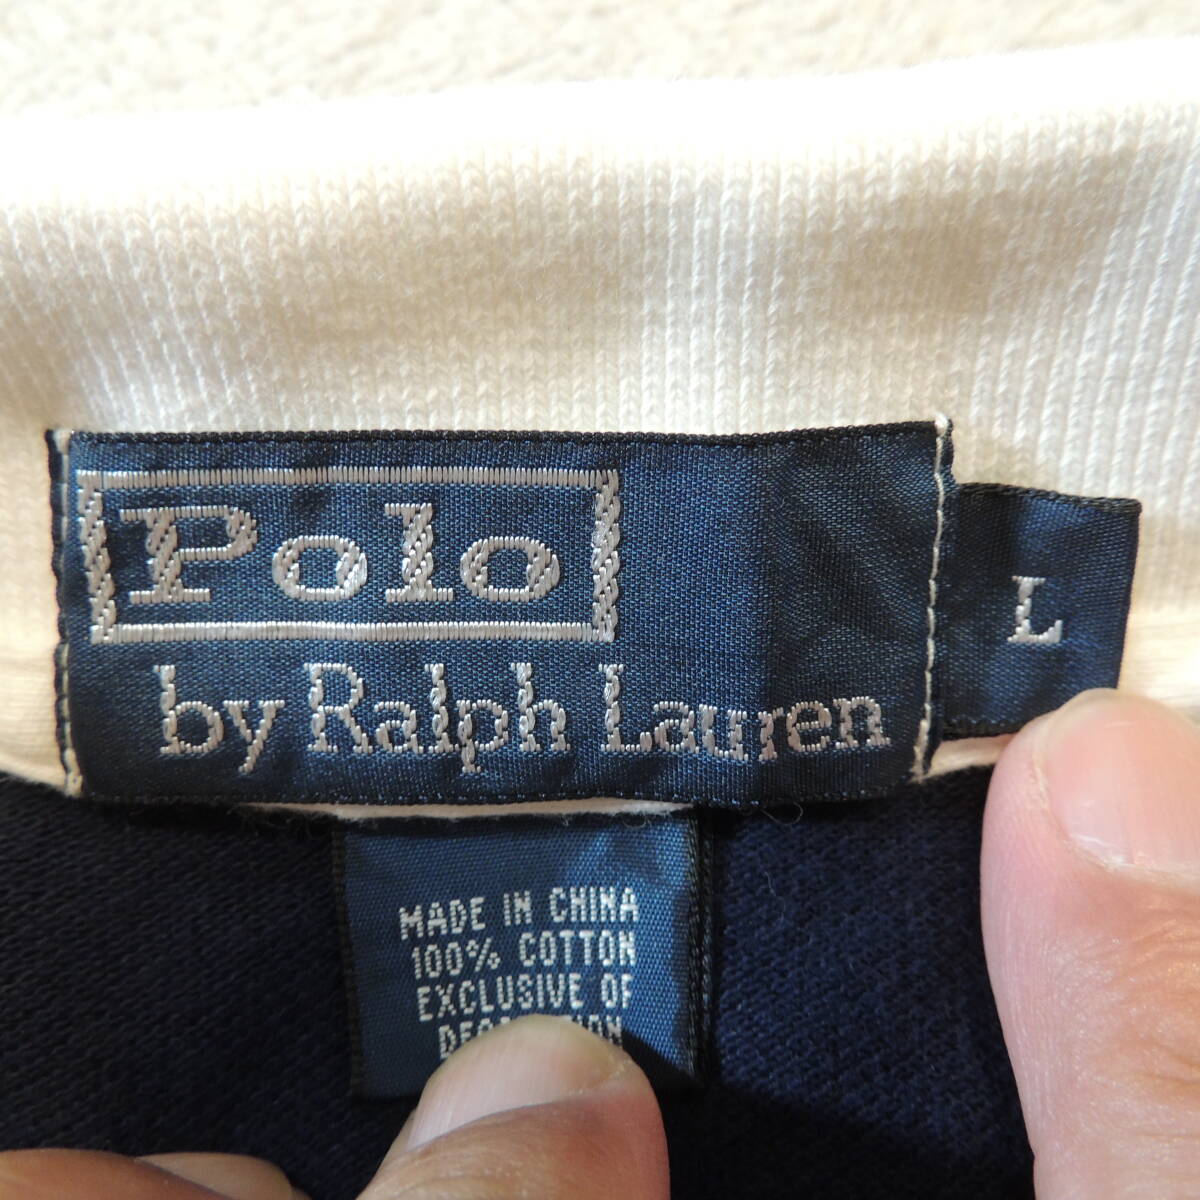 Polo
by Ralph Lauren
L
MADE IN CHINA
100% COTTON
EXCLUSIVE OF